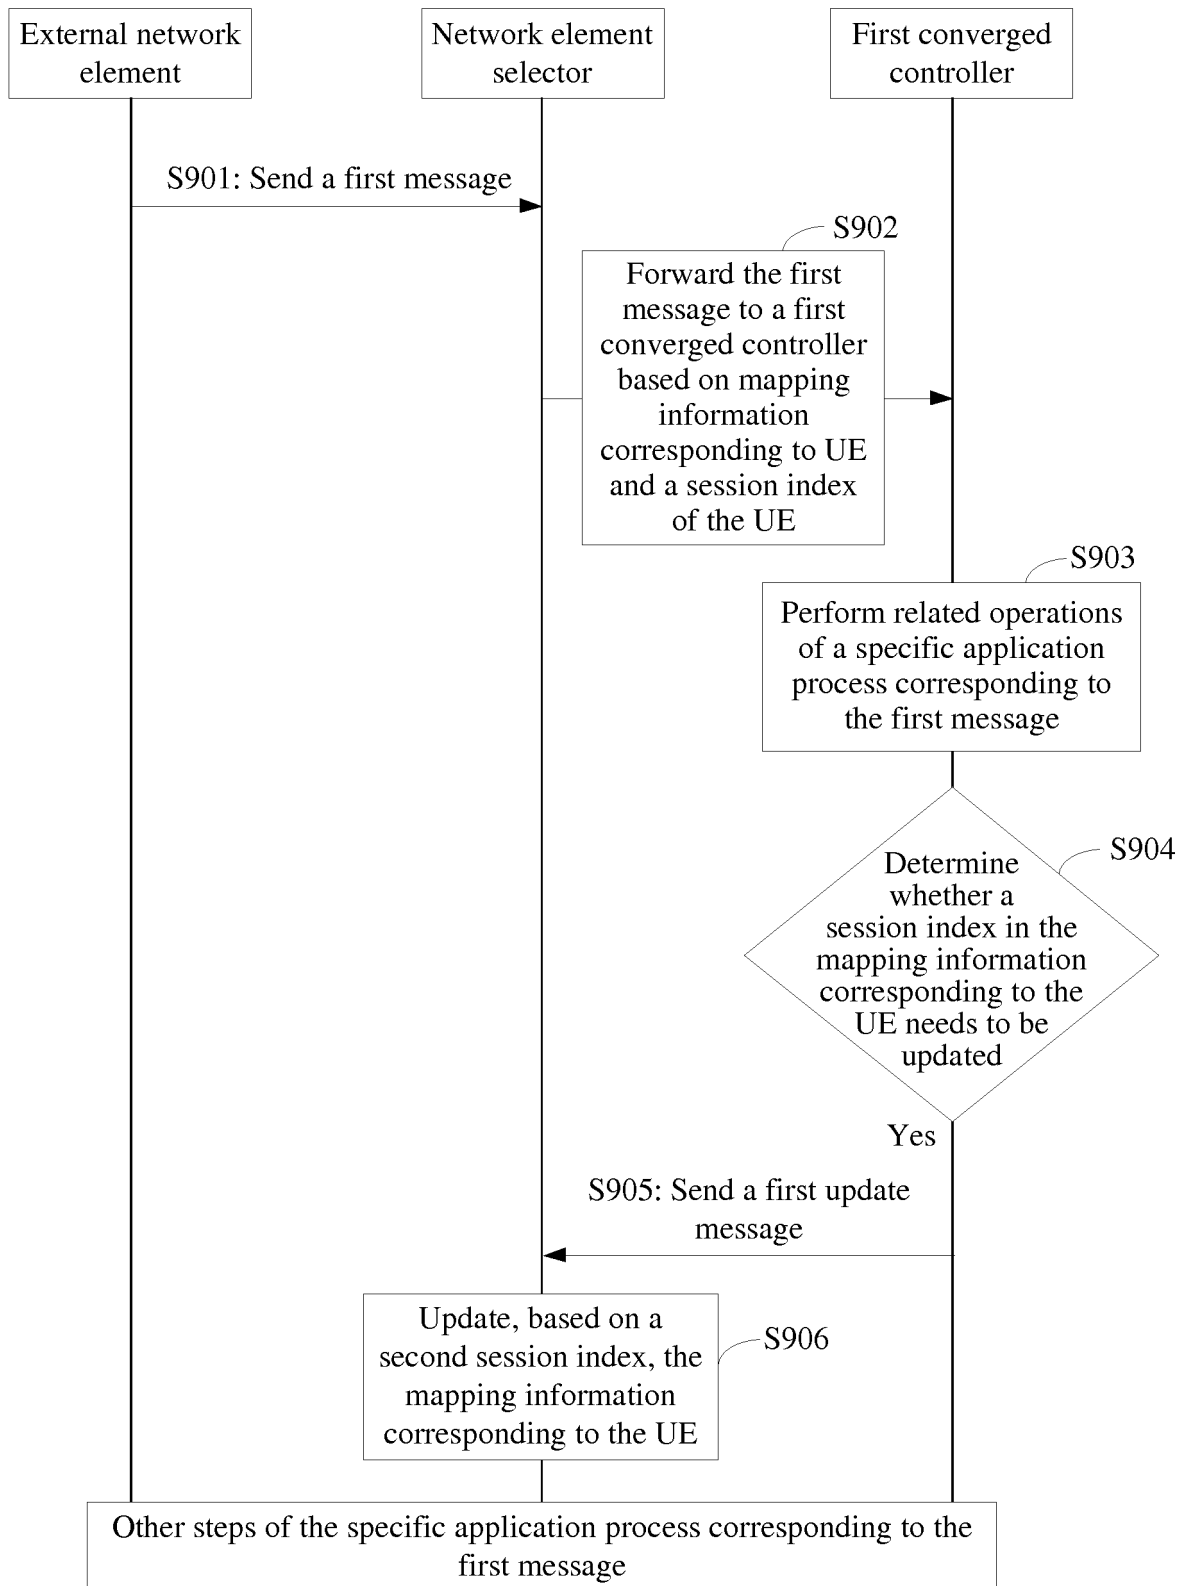 External network
element
Network element
selector
First converged
controller
S901: Send a first message
S902
Forward the first
message to a first
converged controller
based on mapping
information
corresponding to UE
and a session index
of the UE
S903
Perform related operations
of a specific application
process corresponding to
the first message
S904
Determine
whether a
session index in the
mapping information
corresponding to the
UE needs to be
updated
Yes
S905: Send a first update
message
Update, based on a
second session index, the
mapping information
corresponding to the UE
S906
Other steps of the specific application process corresponding to the
first message